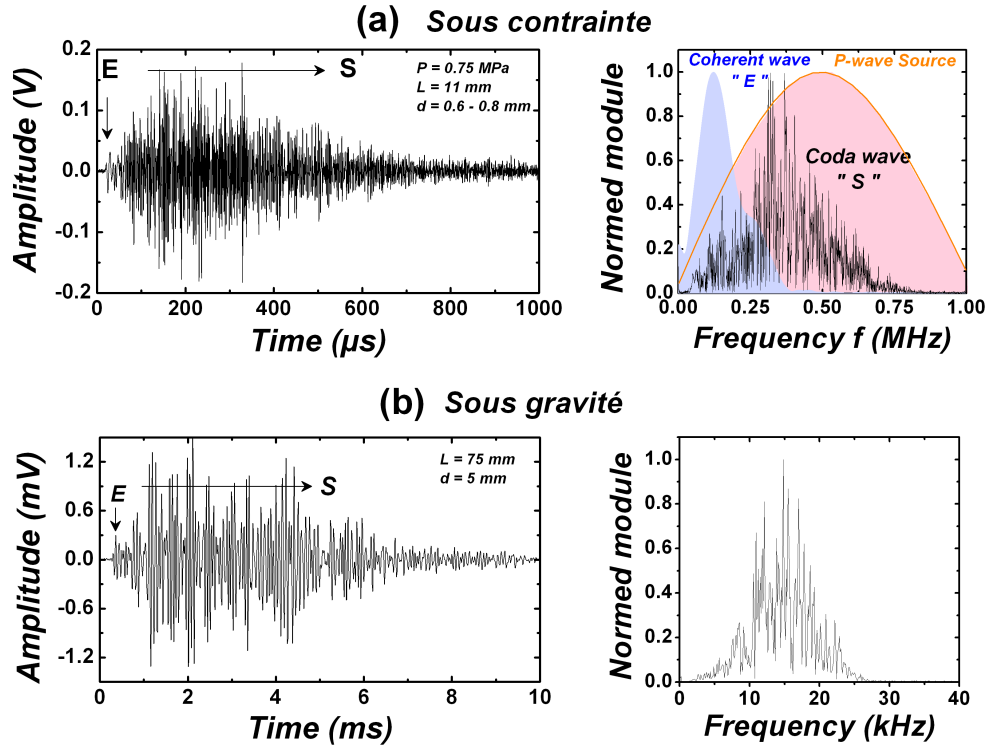 (a) Sous contrainte
E
S
P = 0.75 MPa
L = 11 mm
d = 0.6 - 0.8 mm
Amplitude (V)
0.2
0.1
0.0
-0.1
-0.2
0 200 400 600 800 1000
Time (µs)
Coherent wave
" E "
P-wave Source
Coda wave
" S "
Normed module
1.0
0.8
0.6
0.4
0.2
0.0
0.00 0.25 0.50 0.75 1.00
Frequency f (MHz)
(b) Sous gravité
E
S
L = 75 mm
d = 5 mm
Amplitude (mV)
1.2
0.6
0.0
-0.6
-1.2
0 2 4 6 8 10
Time (ms)
Normed module
1.0
0.8
0.6
0.4
0.2
0.0
0 10 20 30 40
Frequency (kHz)